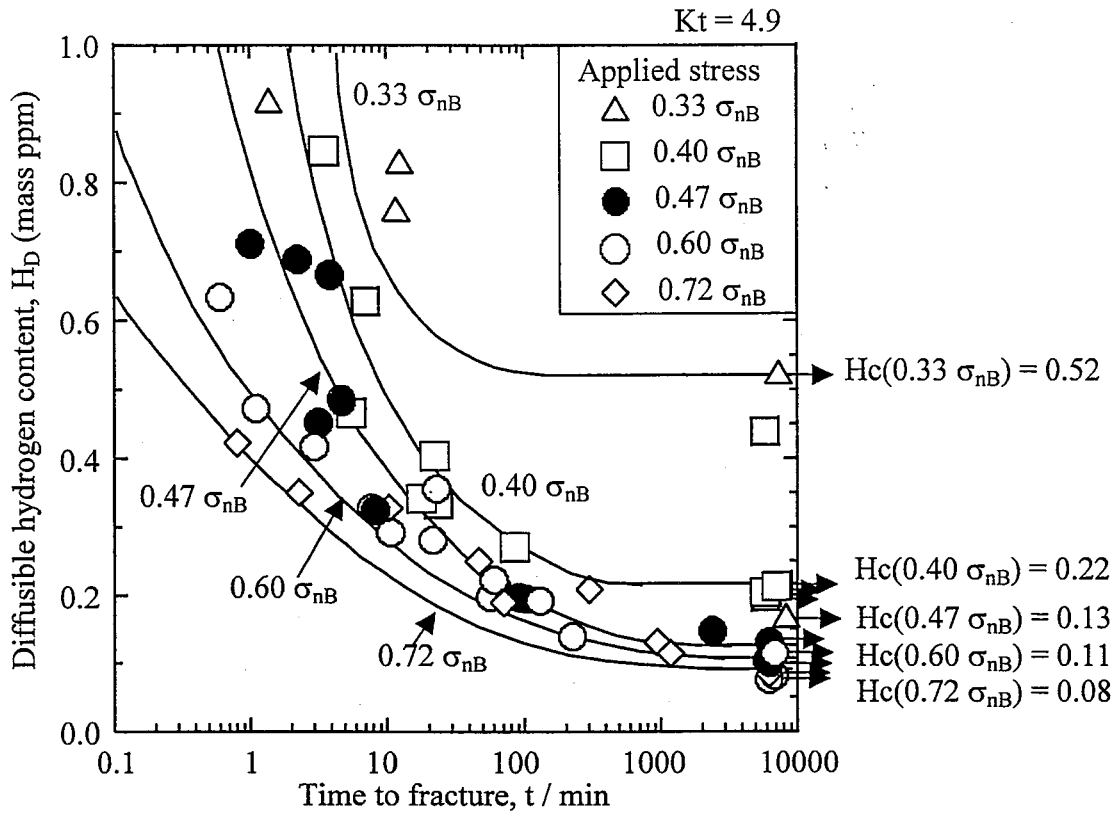 Kt = 4.9
Applied stress
0.33 σnB
0.40 σnB
0.47 σnB
0.60 σnB
0.72 σnB
Diffusible hydrogen content, HD (mass ppm)
1.0
0.8
0.6
0.4
0.2
0.0
0.33 σnB
0.47 σnB
0.40 σnB
0.60 σnB
0.72 σnB
Hc(0.33 σnB) = 0.52
Hc(0.40 σnB) = 0.22
Hc(0.47 σnB) = 0.13
Hc(0.60 σnB) = 0.11
Hc(0.72 σnB) = 0.08
0.1 1 10 100 1000 10000
Time to fracture, t / min